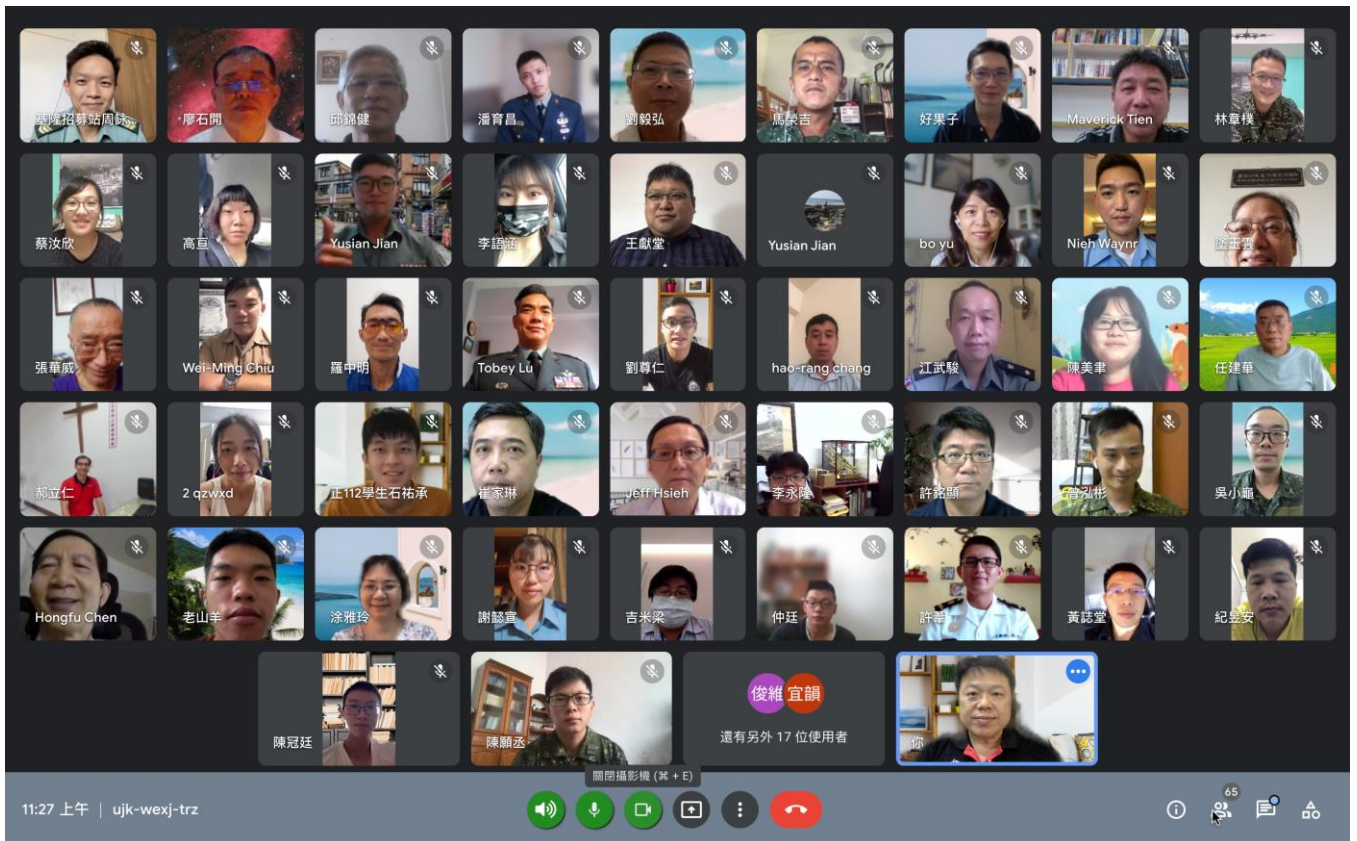 基隆招募站周詠
廖石開
邱錦健
潘育昌
劉毅弘
馬榮吉
好果子
Maverick Tien
林章樸
蔡汝欣
高亘
Yusian Jian
李語涵
王獻堂
Yusian Jian
bo yu
Nieh Waynr
塗玉雲
張華威
Wei-Ming Chiu
羅中明
Tobey Lu
劉尊仁
hao-rang chang
江武駿
陳美聿
任建華
郝立仁
2 qzwxd
正112學生石祐承
崔家琳
Jeff Hsieh
李永隆
許銘顯
曾泓彬
吳小龜
Hongfu Chen
老山羊
涂雅玲
謝懿宣
吉米梁
仲廷
許葦
黃誌堂
紀昱安
陳冠廷
陳願丞
俊維 宜韻
還有另外 17 位使用者
你
關閉攝影機 (⌘ + E)
11:27 上午 | ujk-wexj-trz
65